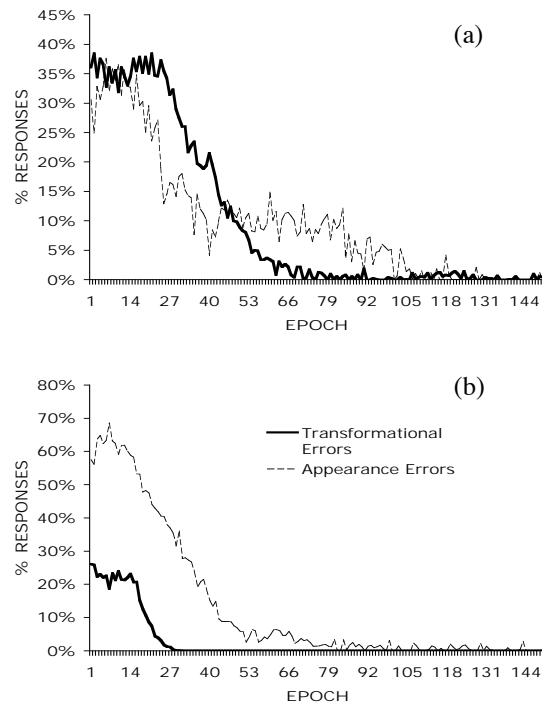 (a)
45%
40%
35%
30%
25%
20%
15%
10%
5%
0%
% RESPONSES
1 14 27 40 53 66 79 92 105 118 131 144
EPOCH
(b)
80%
70%
60%
50%
40%
30%
20%
10%
0%
% RESPONSES
Transformational
Errors
Appearance Errors
1 14 27 40 53 66 79 92 105 118 131 144
EPOCH